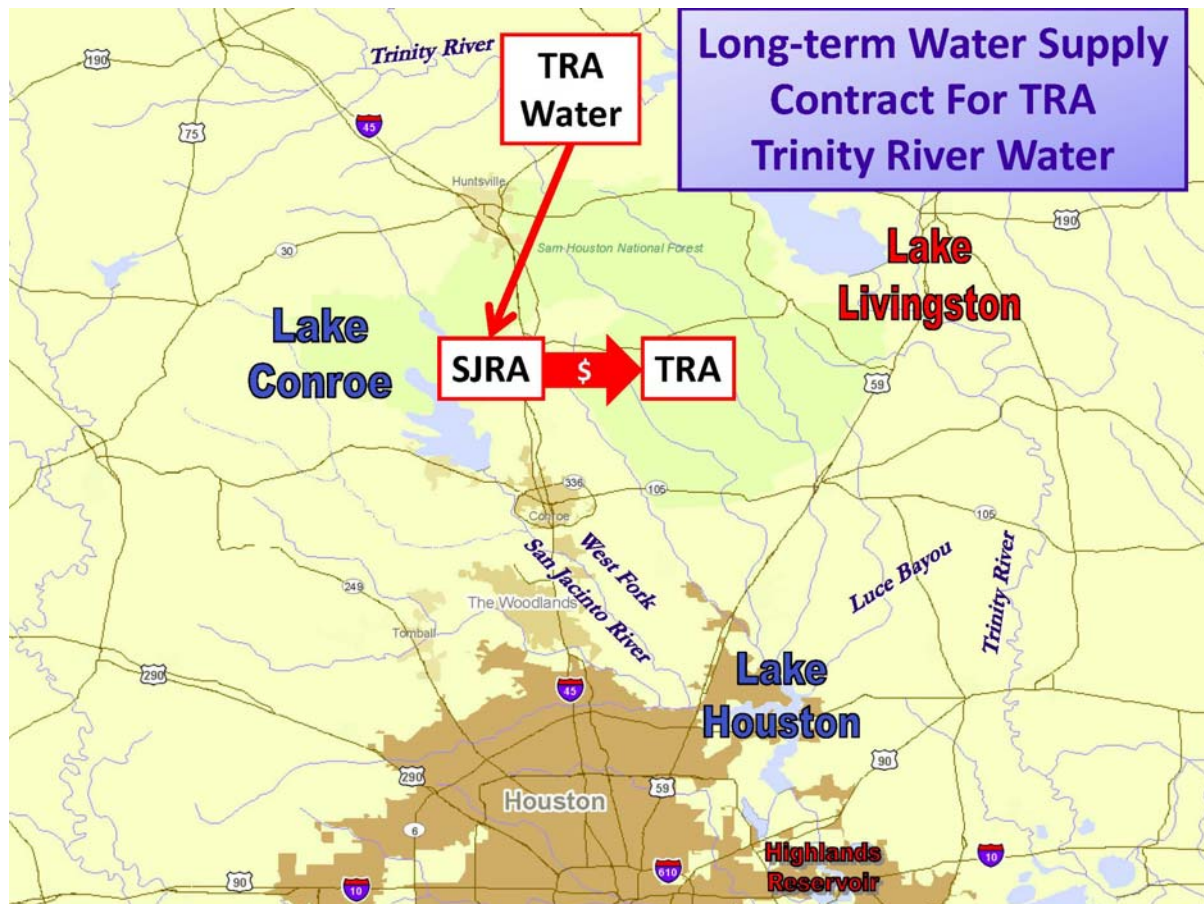 Long-term Water Supply
Contract For TRA
Trinity River Water
Trinity River
TRA
Water
190
75
45
Huntsville
Sam Houston National Forest
190
30
Lake
Livingston
Lake
Conroe
SJRA
$
TRA
59
336
105
Conroe
105
West Fork
San Jacinto River
Luce Bayou
Trinity River
249
The Woodlands
Tomball
290
45
Lake
Houston
290
59
90
Houston
6
Highlands
Reservoir
10
90
10
610